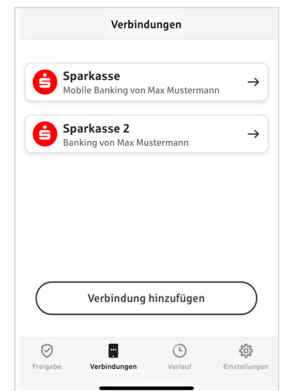 Verbindungen
Sparkasse
Mobile Banking von Max Mustermann
Sparkasse 2
Banking von Max Mustermann
Verbindung hinzufügen
Freigabe
Verbindungen
Verlauf
Einstellungen